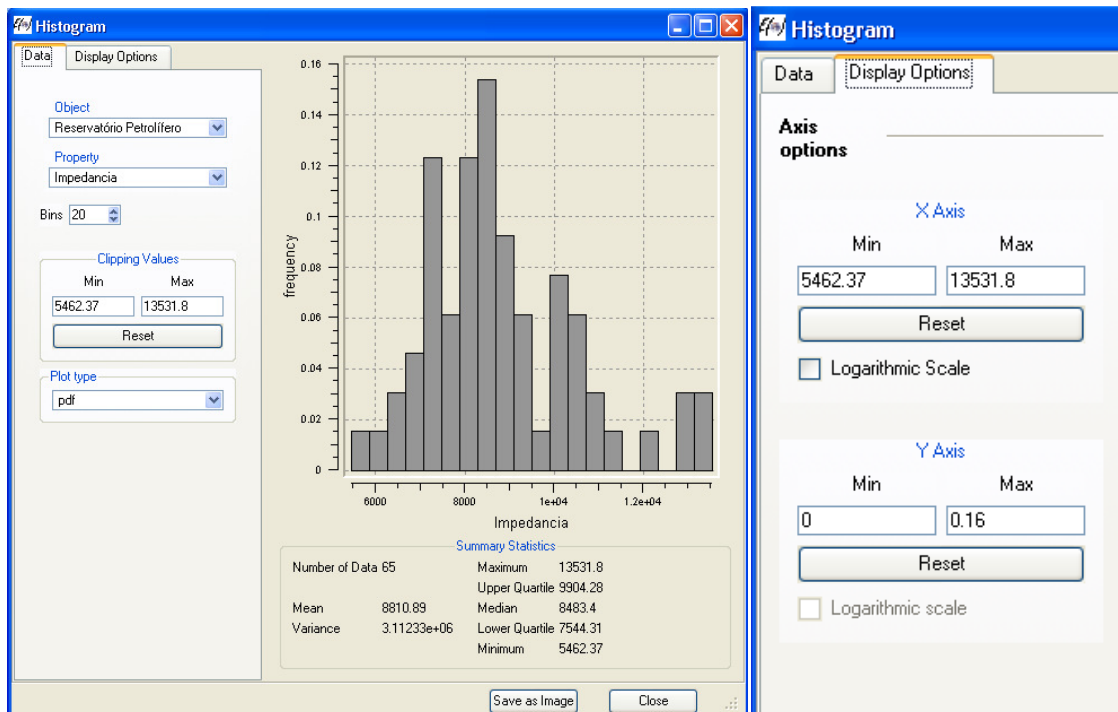 Histogram
Data
Display Options
Object
Reservatório Petrolífero
Property
Impedancia
Bins 20
Clipping Values
Min Max
5462.37 13531.8
Reset
Plot type
pdf
0.16
0.14
0.12
0.1
0.08
0.06
0.04
0.02
0
frequency
6000 8000 1e+04 1.2e+04
Impedancia
Summary Statistics
Number of Data 65 Maximum 13531.8
Upper Quartile 9904.28
Mean 8810.89 Median 8483.4
Variance 3.11233e+06 Lower Quartile 7544.31
Minimum 5462.37
Save as Image Close
Histogram
Data
Display Options
Axis
options
X Axis
Min Max
5462.37 13531.8
Reset
Logarithmic Scale
Y Axis
Min Max
0 0.16
Reset
Logarithmic scale